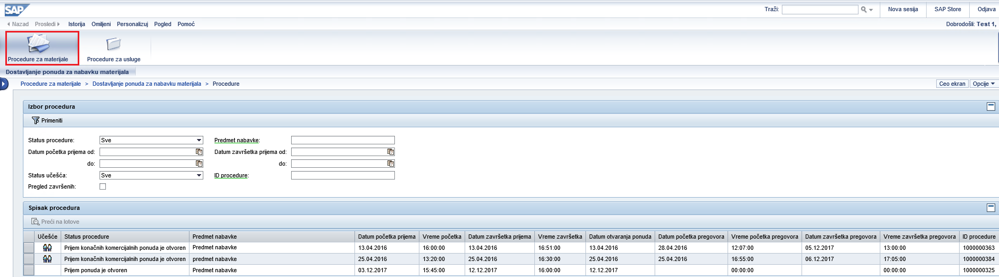 SAP Traži: Nova sesija SAP Store Odjava
Nazad Prosledi Istorija Omiljeni Personalizuj Pogled Pomoć Dobrodošli: Test 1,
Procedure za materijale Procedure za usluge
Dostavljanje ponuda za nabavku materijala
Procedure za materijale > Dostavljanje ponuda za nabavku materijala > Procedure Ceo ekran Opcije
Izbor procedura
Primeniti
Status procedure: Sve Predmet nabavke:
Datum početka prijema od: Datum završetka prijema od:
do: do:
Status učešća: Sve ID procedure:
Pregled završenih:
Spisak procedura
Preći na lotove
Učešće Status procedure Predmet nabavke Datum početka prijema Vreme početka Datum završetka prijema Vreme završetka Datum otvaranja ponuda Datum početka pregovora Vreme početka pregovora Datum završetka pregovora Vreme završetka pregovora ID procedure
Prijem konačnih komercijalnih ponuda je otvoren Predmet nabavke 13.04.2016 16:00:00 13.04.2016 16:51:00 13.04.2016 28.04.2016 12:07:00 05.12.2017 13:00:00 1000000363
Prijem konačnih komercijalnih ponuda je otvoren predmet nabavke 25.04.2016 13:20:00 25.04.2016 16:30:00 25.04.2016 25.04.2016 16:55:00 06.12.2017 17:05:00 1000000384
Prijem ponuda je otvoren Predmet nabavke 03.12.2017 15:45:00 12.12.2017 16:00:00 12.12.2017 00:00:00 00:00:00 1000000325